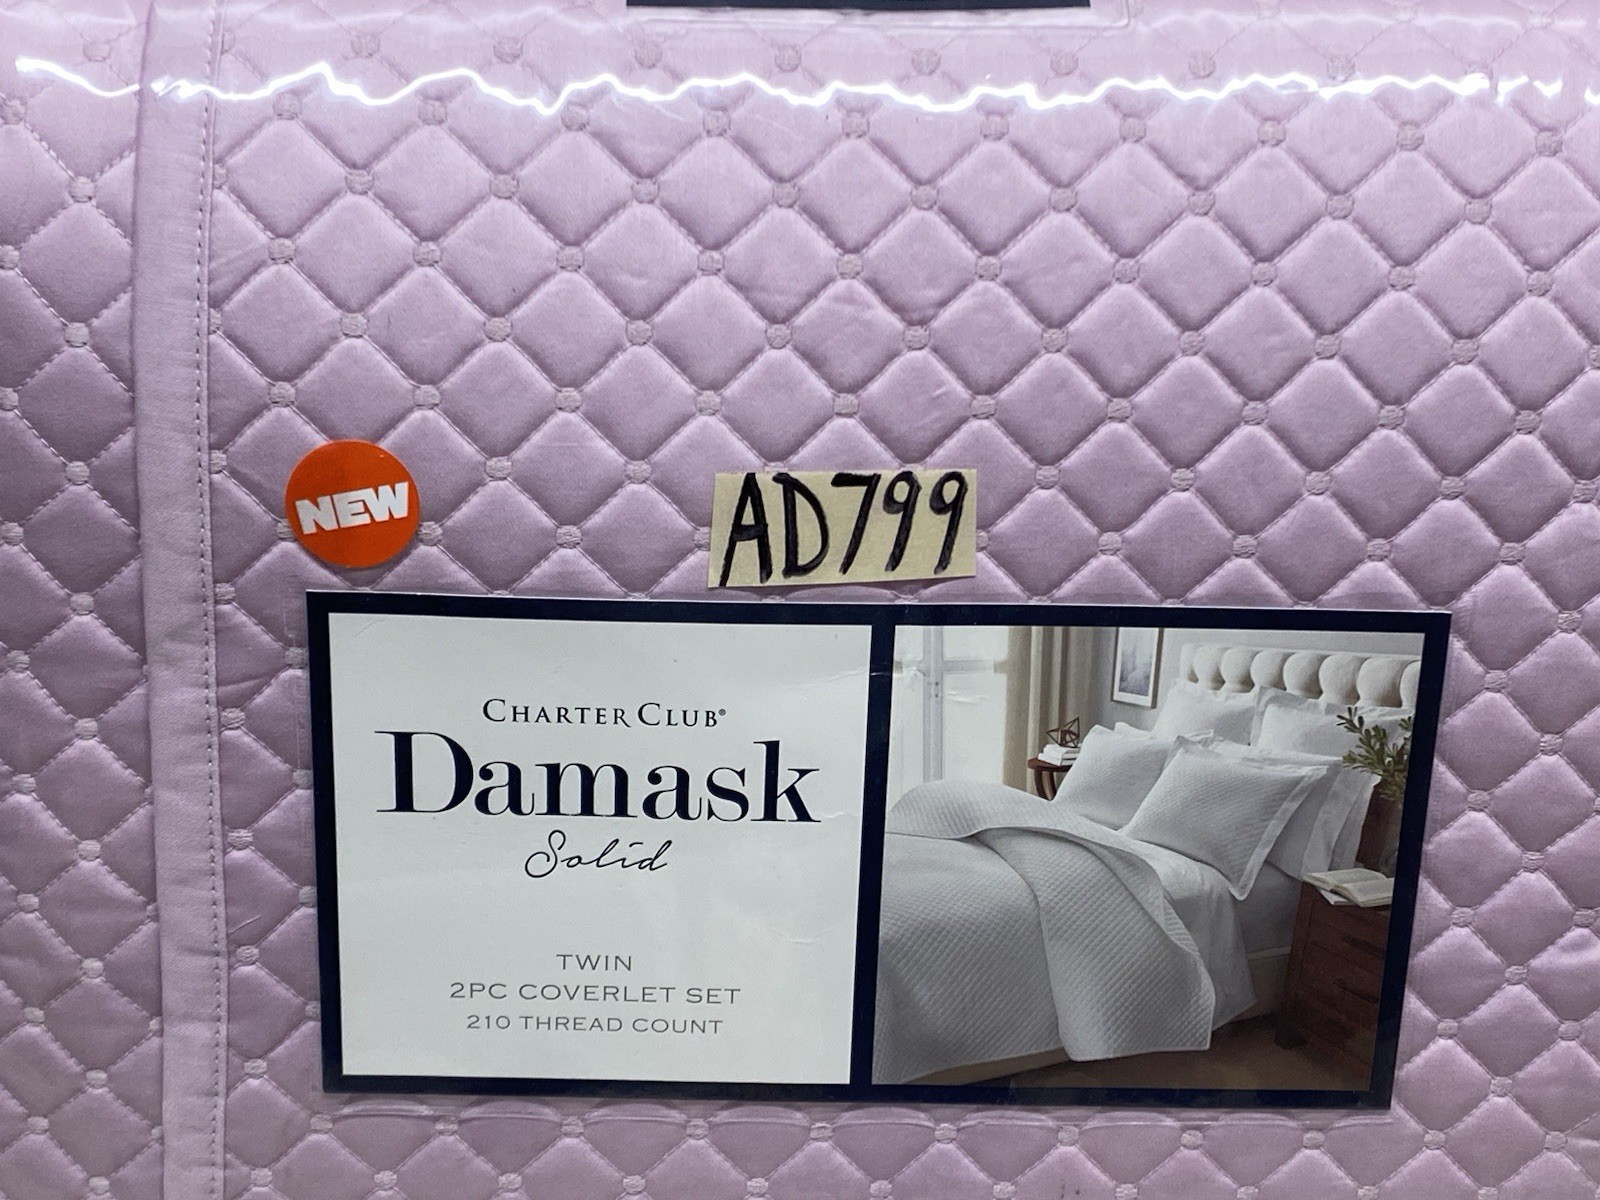 NEW
AD799
CHARTER CLUB®
Damask
Solid
TWIN
2PC COVERLET SET
210 THREAD COUNT